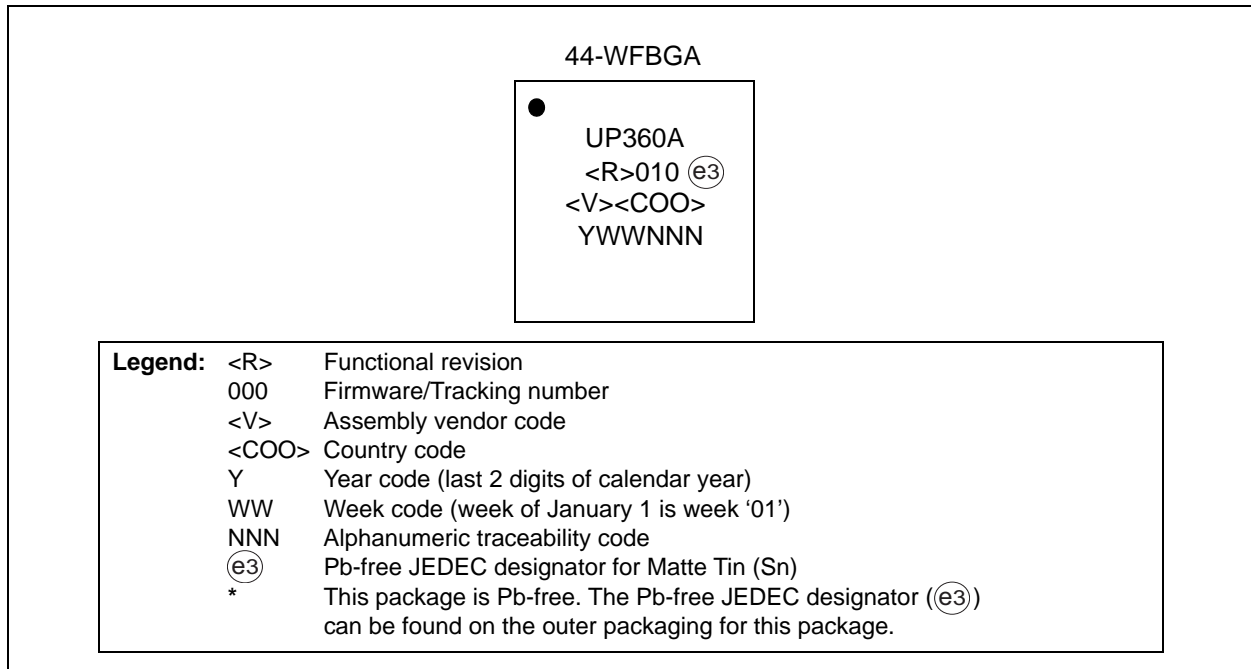 44-WFBGA
UP360A
<R>010 e3
<V><COO>
YWWNNN
Legend: <R> Functional revision
000 Firmware/Tracking number
<V> Assembly vendor code
<COO> Country code
Y Year code (last 2 digits of calendar year)
WW Week code (week of January 1 is week ‘01’)
NNN Alphanumeric traceability code
e3 Pb-free JEDEC designator for Matte Tin (Sn)
* This package is Pb-free. The Pb-free JEDEC designator (e3)
can be found on the outer packaging for this package.